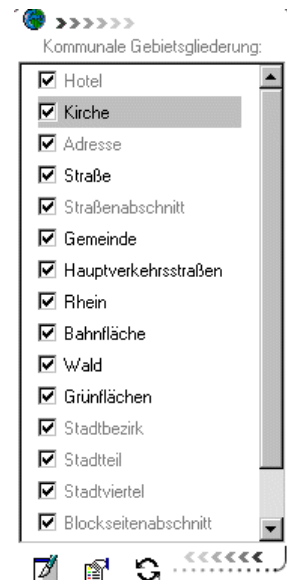 Kommunale Gebietsgliederung:
Hotel
Kirche
Adresse
Straße
Straßenabschnitt
Gemeinde
Hauptverkehrsstraßen
Rhein
Bahnfläche
Wald
Grünflächen
Stadtbezirk
Stadtteil
Stadtviertel
Blockseitenabschnitt